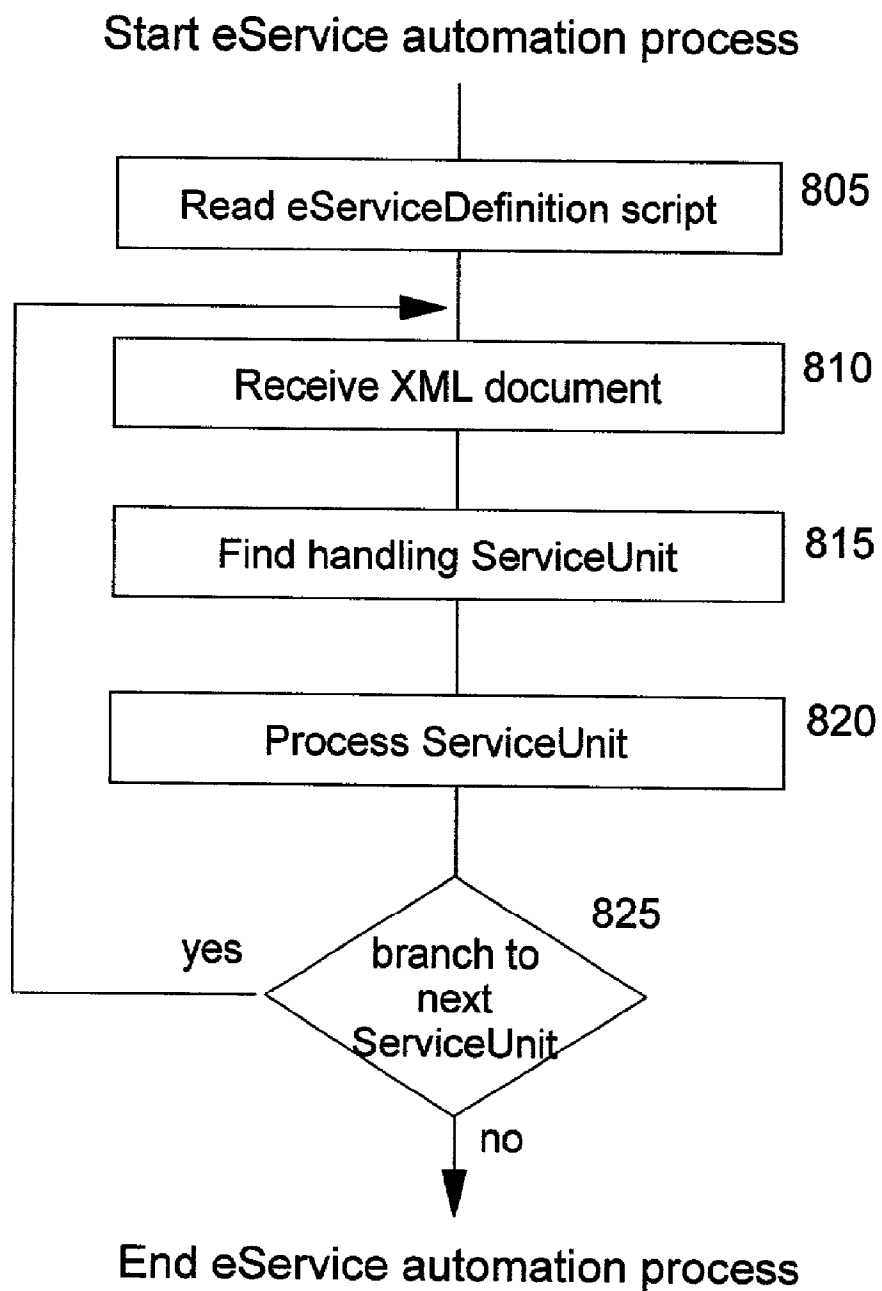 Start eService automation process
Read eServiceDefinition script
805
Receive XML document
810
Find handling ServiceUnit
815
Process ServiceUnit
820
825
yes
branch to
next
ServiceUnit
no
End eService automation process